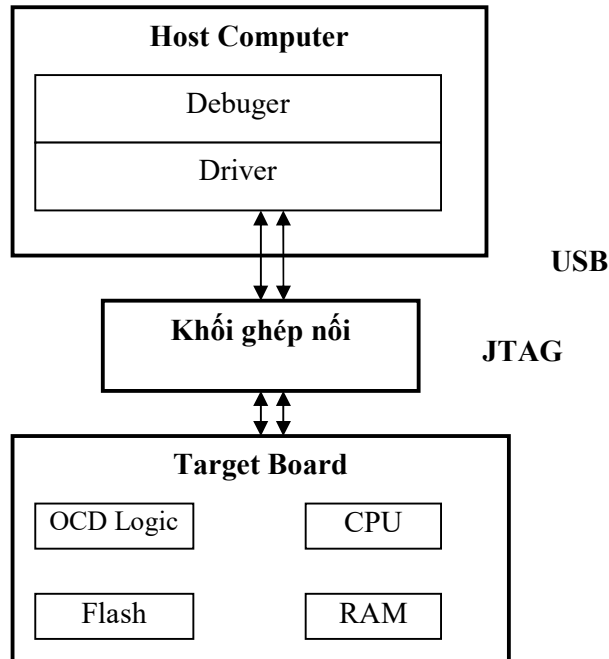 Host Computer
Debuger
Driver
USB
Khối ghép nối
JTAG
Target Board
OCD Logic
CPU
Flash
RAM